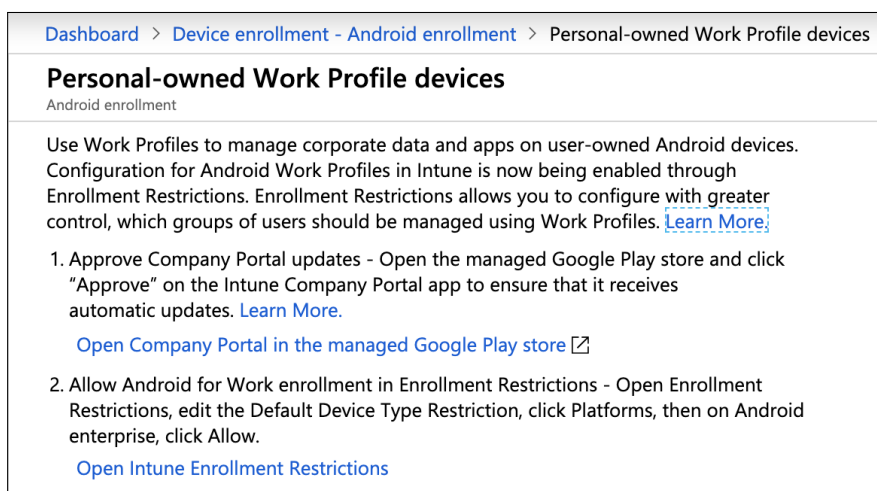 Dashboard > Device enrollment - Android enrollment > Personal-owned Work Profile devices
Personal-owned Work Profile devices
Android enrollment
Use Work Profiles to manage corporate data and apps on user-owned Android devices.
Configuration for Android Work Profiles in Intune is now being enabled through
Enrollment Restrictions. Enrollment Restrictions allows you to configure with greater
control, which groups of users should be managed using Work Profiles. Learn More.
1. Approve Company Portal updates - Open the managed Google Play store and click
“Approve” on the Intune Company Portal app to ensure that it receives
automatic updates. Learn More.
Open Company Portal in the managed Google Play store
2. Allow Android for Work enrollment in Enrollment Restrictions - Open Enrollment
Restrictions, edit the Default Device Type Restriction, click Platforms, then on Android
enterprise, click Allow.
Open Intune Enrollment Restrictions